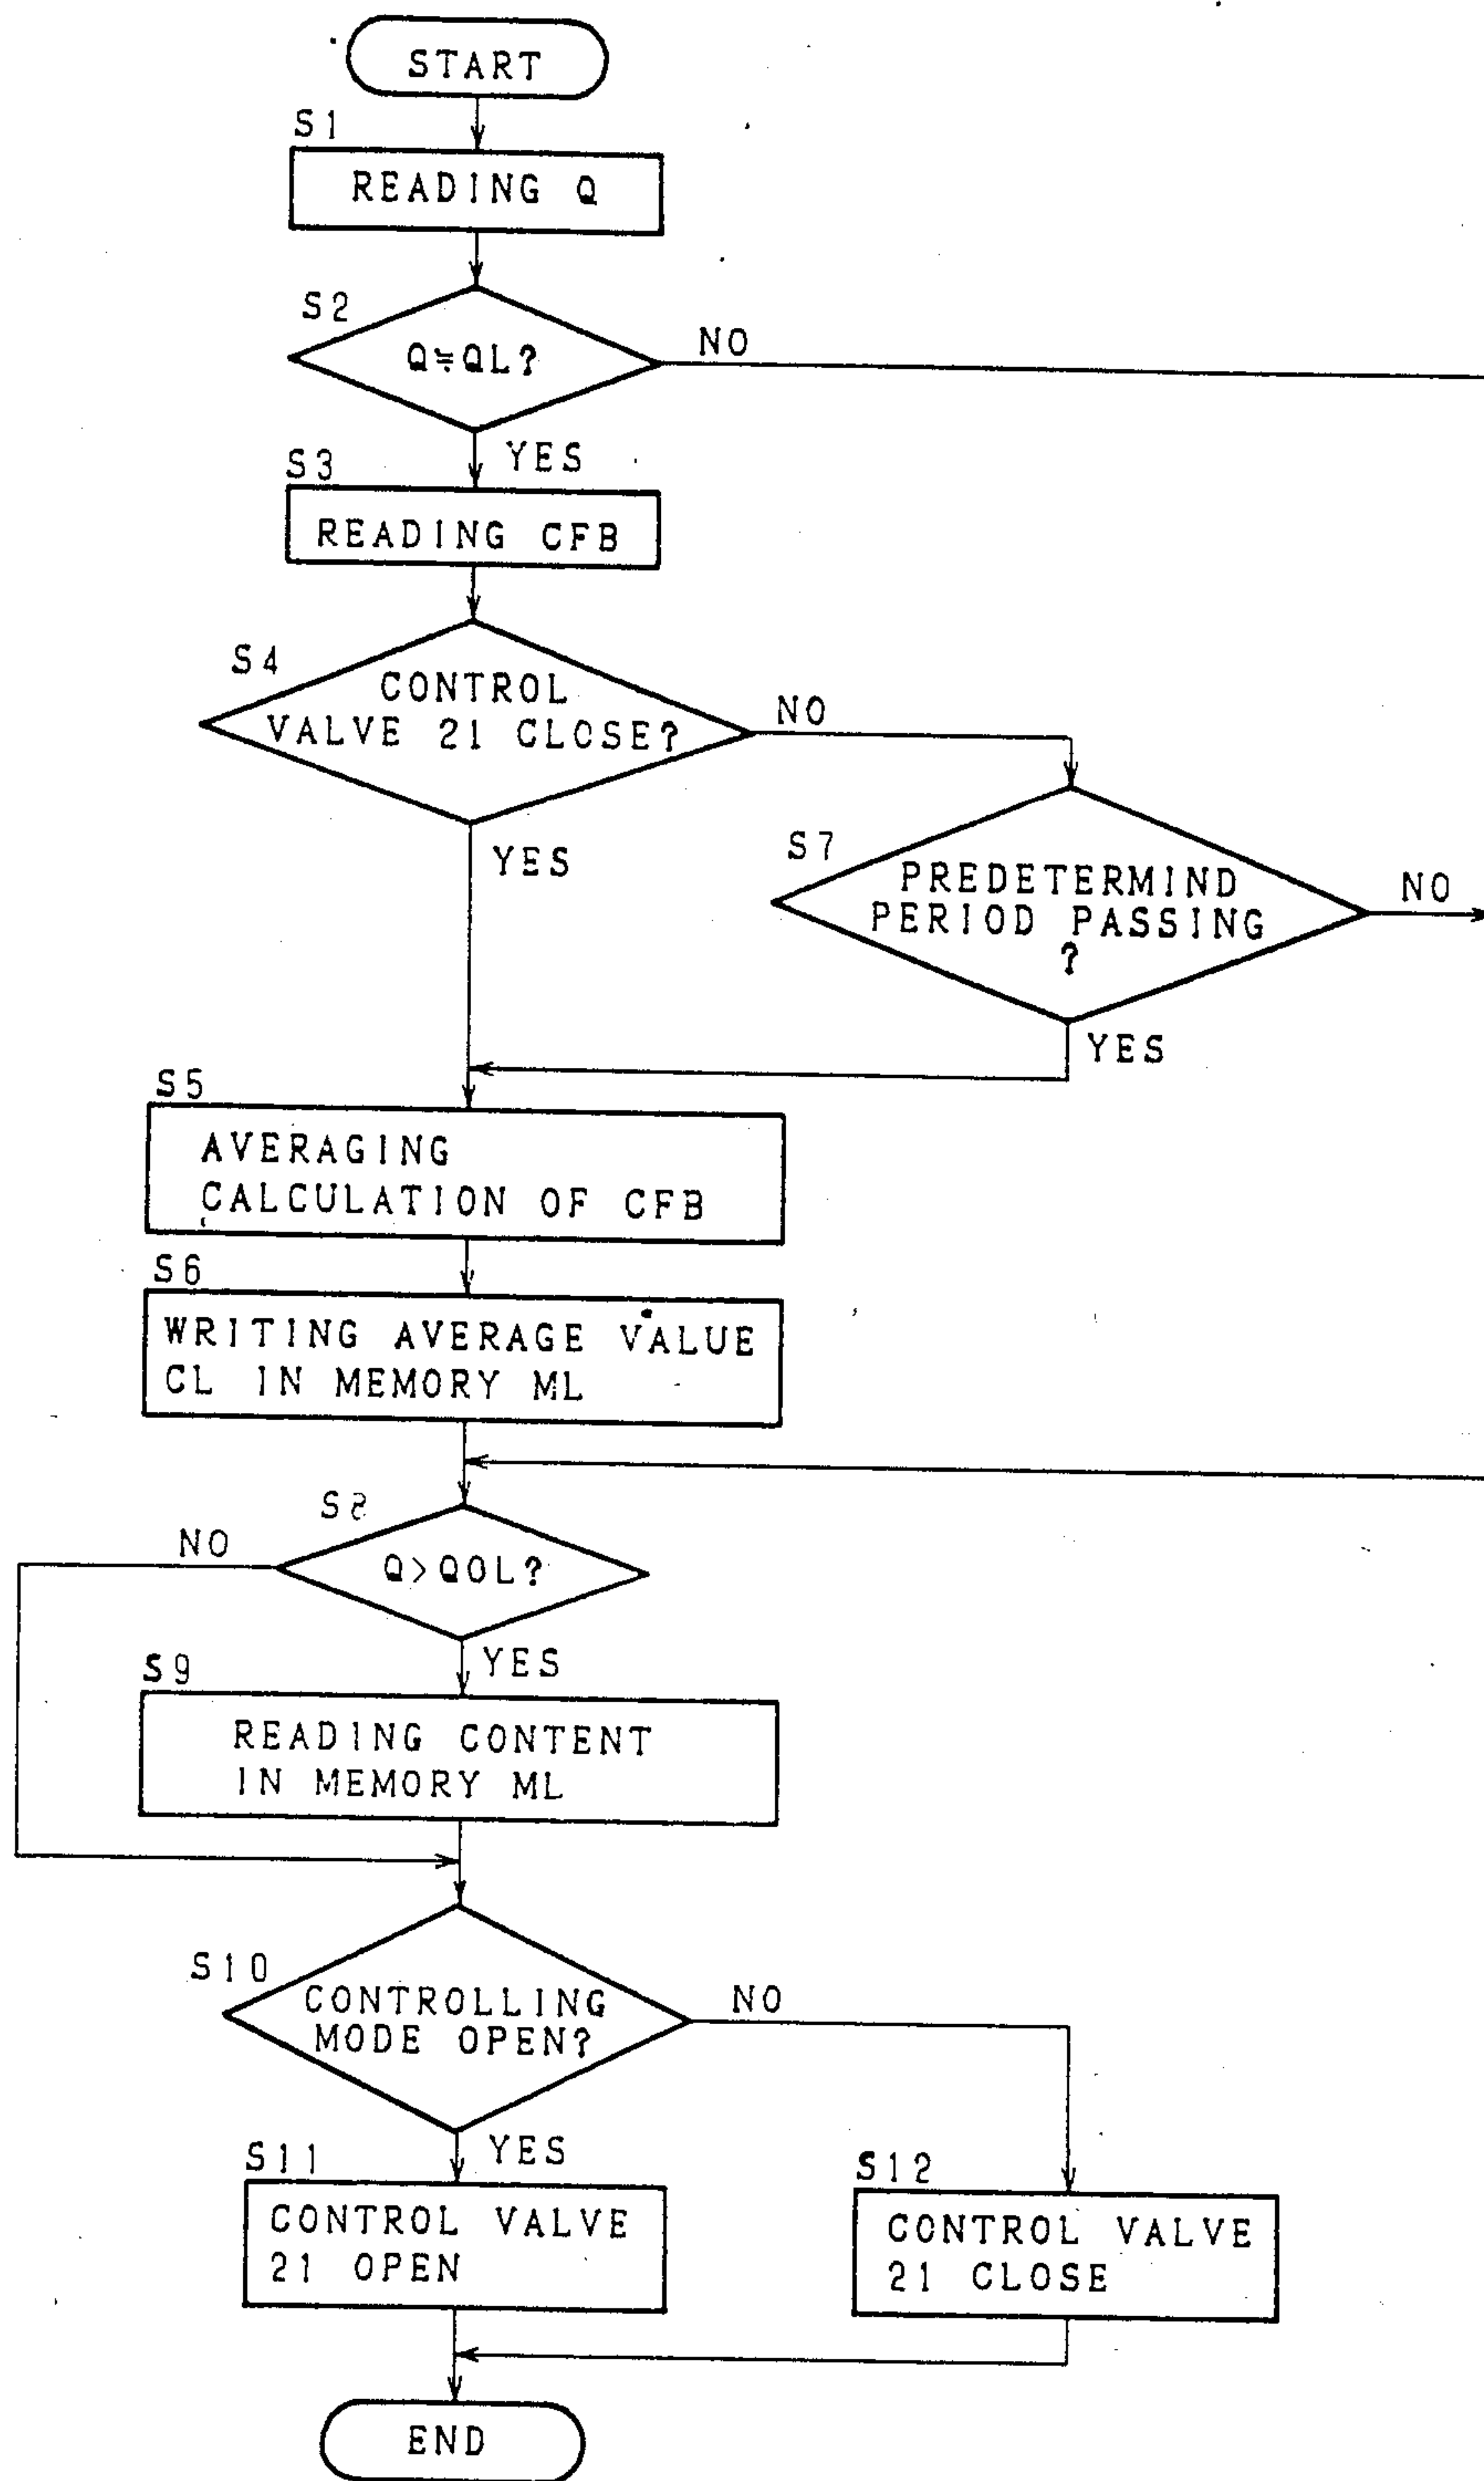 START
S1
READING Q
S2
Q≒QL?
NO
YES
S3
READING CFB
S4
CONTROL
VALVE 21 CLOSE?
NO
YES
S7
PREDETERMIND
PERIOD PASSING
?
NO
YES
S5
AVERAGING
CALCULATION OF CFB
S6
WRITING AVERAGE VALUE
CL IN MEMORY ML
S8
NO
Q>QOL?
YES
S9
READING CONTENT
IN MEMORY ML
S10
CONTROLLING
MODE OPEN?
NO
YES
S11
CONTROL VALVE
21 OPEN
S12
CONTROL VALVE
21 CLOSE
END